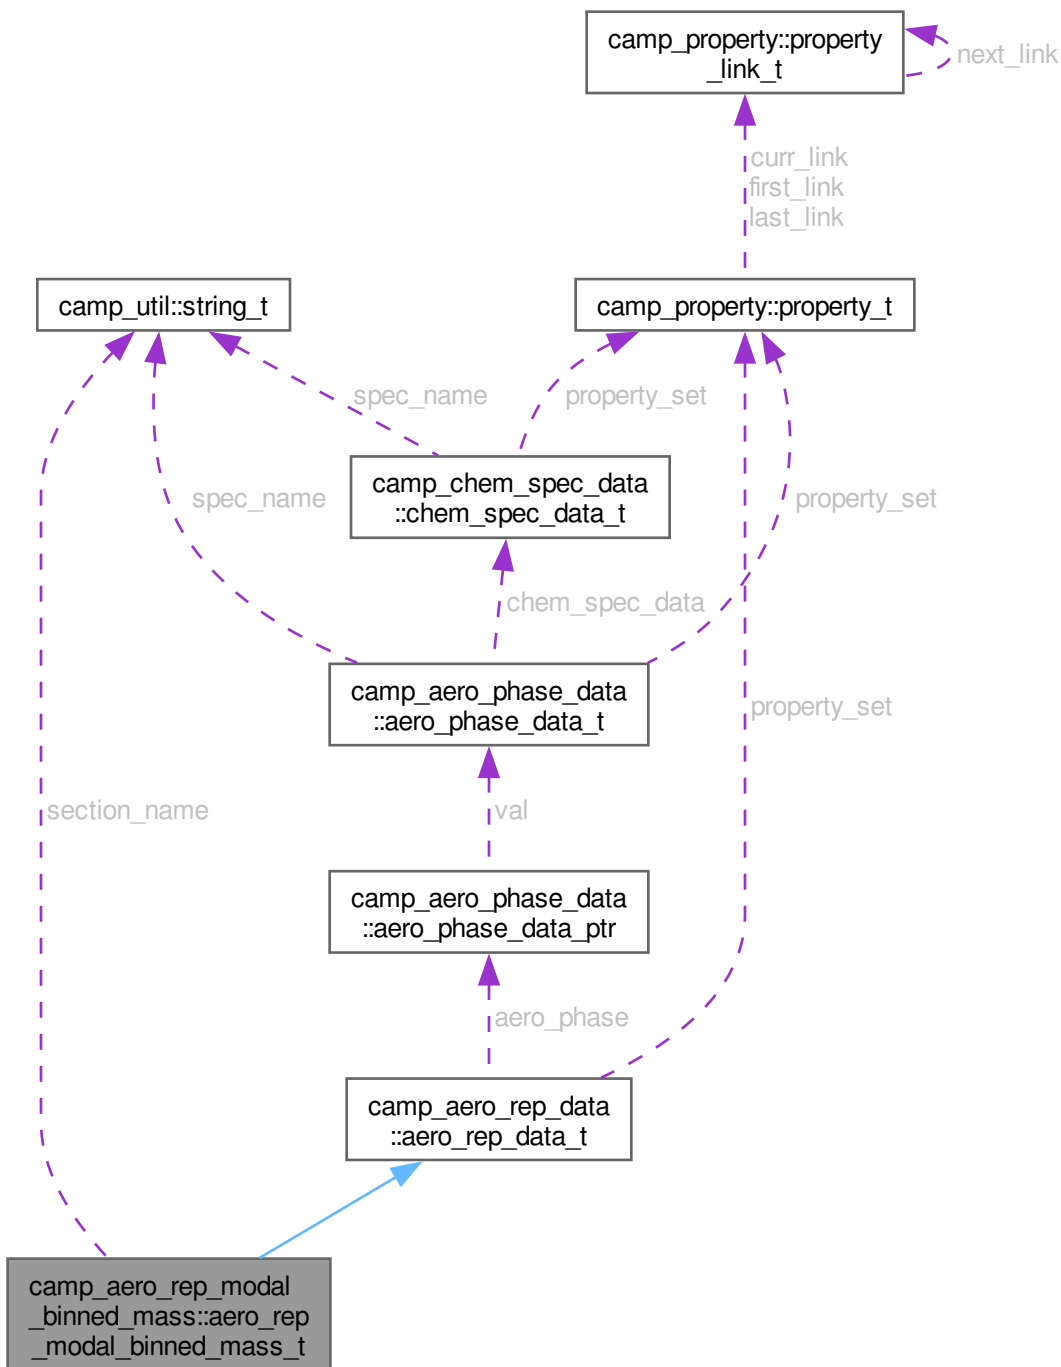 camp_property::property
_link_t
next_link
curr_link
first_link
last_link
camp_util::string_t
camp_property::property_t
spec_name
property_set
camp_chem_spec_data
::chem_spec_data_t
spec_name
property_set
chem_spec_data
camp_aero_phase_data
::aero_phase_data_t
property_set
section_name
val
camp_aero_phase_data
::aero_phase_data_ptr
aero_phase
camp_aero_rep_data
::aero_rep_data_t
camp_aero_rep_modal
_binned_mass::aero_rep
_modal_binned_mass_t